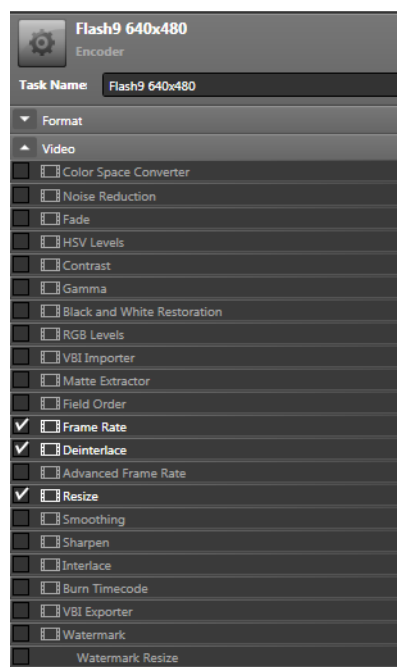 Flash9 640x480
Encoder
Task Name: Flash9 640x480
Format
Video
Color Space Converter
Noise Reduction
Fade
HSV Levels
Contrast
Gamma
Black and White Restoration
RGB Levels
VBI Importer
Matte Extractor
Field Order
Frame Rate
Deinterlace
Advanced Frame Rate
Resize
Smoothing
Sharpen
Interlace
Burn Timecode
VBI Exporter
Watermark
Watermark Resize